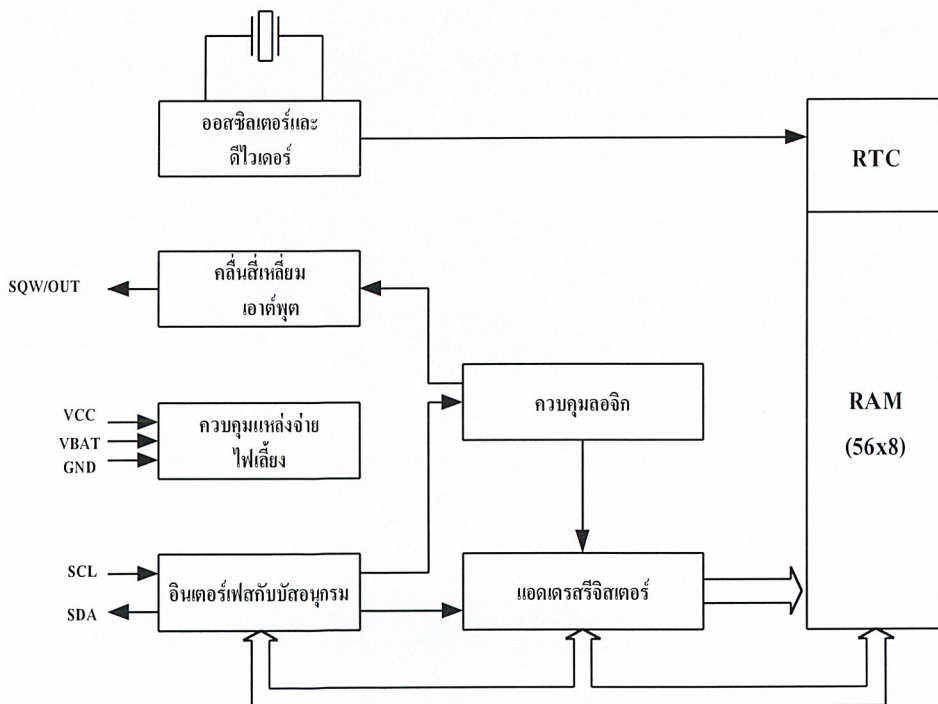 ออสซิลเตอร์และ
ดีไวเดอร์
RTC
SQW/OUT
คลื่นสี่เหลี่ยม
เอาต์พุต
VCC
VBAT
GND
ควบคุมแหล่งจ่าย
ไฟเลี้ยง
ควบคุมลอจิก
RAM
(56x8)
SCL
SDA
อินเตอร์เฟสกับบัสอนุกรม
แอดเดรสรีจิสเตอร์